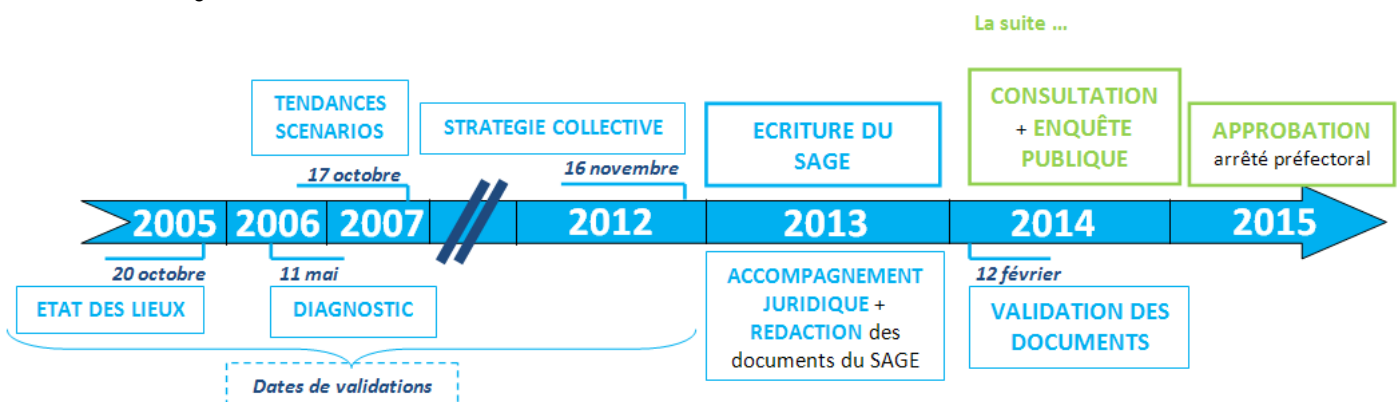 La suite ...
TENDANCES
SCENARIOS
STRATEGIE COLLECTIVE
ECRITURE DU
SAGE
CONSULTATION
+ ENQUÊTE
PUBLIQUE
APPROBATION
arrêté préfectoral
17 octobre
16 novembre
2005 2006 2007 2012 2013 2014 2015
20 octobre
11 mai
12 février
ETAT DES LIEUX
DIAGNOSTIC
ACCOMPAGNEMENT
JURIDIQUE +
REDACTION des
documents du SAGE
VALIDATION DES
DOCUMENTS
Dates de validations